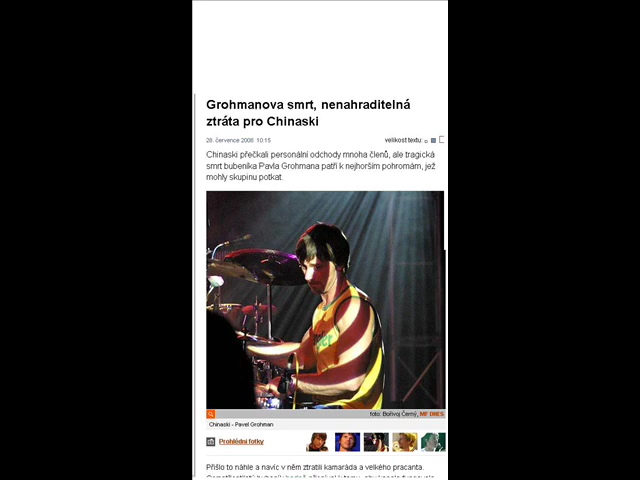 Grohmanova smrt, nenahraditelná
ztráta pro Chinaski
28. července 2008 10:15
velikost textu:
Chinaski přečkali personální odchody mnoha členů, ale tragická
smrt bubeníka Pavla Grohmana patří k nejhorším pohromám, jež
mohly skupinu potkat.
foto: Bořivoj Černý, MF DNES
Chinaski - Pavel Grohman
Prohlédni fotky
Přišlo to náhle a navíc v něm ztratili kamaráda a velkého pracanta.